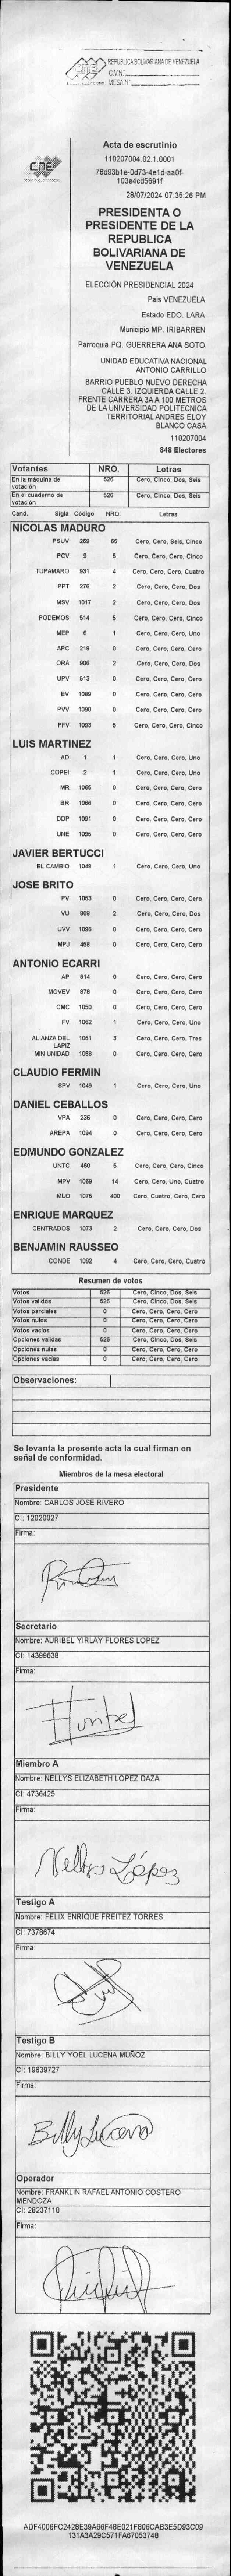 REPUBLICA BOLIVARIANA DE VENEZUELA
C.V.Nº
MESA Nº
CNE
Acta de escrutinio
110207004.02.1.0001
78d93b1e-0d73-4e1d-aa0f-
103e4cd5691f
28/07/2024 07:35:26 PM
PRESIDENTA O
PRESIDENTE DE LA
REPUBLICA
BOLIVARIANA DE
VENEZUELA
ELECCIÓN PRESIDENCIAL 2024
Pais VENEZUELA
Estado EDO. LARA
Municipio MP. IRIBARREN
Parroquia PQ. GUERRERA ANA SOTO
UNIDAD EDUCATIVA NACIONAL
ANTONIO CARRILLO
BARRIO PUEBLO NUEVO DERECHA
CALLE 3. IZQUIERDA CALLE 2.
FRENTE CARRERA 3A A 100 METROS
DE LA UNIVERSIDAD POLITECNICA
TERRITORIAL ANDRES ELOY
BLANCO CASA
110207004
848 Electores
Votantes NRO. Letras
En la máquina de votación 526 Cero, Cinco, Dos, Seis
En el cuaderno de votación 526 Cero, Cinco, Dos, Seis
Cand. Sigla Código NRO. Letras
NICOLAS MADURO
PSUV 269 65 Cero, Cero, Seis, Cinco
PCV 9 5 Cero, Cero, Cero, Cinco
TUPAMARO 931 4 Cero, Cero, Cero, Cuatro
PPT 276 2 Cero, Cero, Cero, Dos
MSV 1017 2 Cero, Cero, Cero, Dos
PODEMOS 514 5 Cero, Cero, Cero, Cinco
MEP 6 1 Cero, Cero, Cero, Uno
APC 219 0 Cero, Cero, Cero, Cero
ORA 906 2 Cero, Cero, Cero, Dos
UPV 513 0 Cero, Cero, Cero, Cero
EV 1089 0 Cero, Cero, Cero, Cero
PVV 1090 0 Cero, Cero, Cero, Cero
PFV 1093 5 Cero, Cero, Cero, Cinco
LUIS MARTINEZ
AD 1 1 Cero, Cero, Cero, Uno
COPEI 2 1 Cero, Cero, Cero, Uno
MR 1065 0 Cero, Cero, Cero, Cero
BR 1066 0 Cero, Cero, Cero, Cero
DDP 1091 0 Cero, Cero, Cero, Cero
UNE 1095 0 Cero, Cero, Cero, Cero
JAVIER BERTUCCI
EL CAMBIO 1048 1 Cero, Cero, Cero, Uno
JOSE BRITO
PV 1053 0 Cero, Cero, Cero, Cero
VU 968 2 Cero, Cero, Cero, Dos
UVV 1096 0 Cero, Cero, Cero, Cero
MPJ 458 0 Cero, Cero, Cero, Cero
ANTONIO ECARRI
AP 814 0 Cero, Cero, Cero, Cero
MOVEV 878 0 Cero, Cero, Cero, Cero
CMC 1050 0 Cero, Cero, Cero, Cero
FV 1062 1 Cero, Cero, Cero, Uno
ALIANZA DEL LAPIZ 1051 3 Cero, Cero, Cero, Tres
MIN UNIDAD 1068 0 Cero, Cero, Cero, Cero
CLAUDIO FERMIN
SPV 1049 1 Cero, Cero, Cero, Uno
DANIEL CEBALLOS
VPA 236 0 Cero, Cero, Cero, Cero
AREPA 1094 0 Cero, Cero, Cero, Cero
EDMUNDO GONZALEZ
UNTC 460 5 Cero, Cero, Cero, Cinco
MPV 1069 14 Cero, Cero, Uno, Cuatro
MUD 1075 400 Cero, Cuatro, Cero, Cero
ENRIQUE MARQUEZ
CENTRADOS 1073 2 Cero, Cero, Cero, Dos
BENJAMIN RAUSSEO
CONDE 1092 4 Cero, Cero, Cero, Cuatro
Resumen de votos
Votos 526 Cero, Cinco, Dos, Seis
Votos validos 526 Cero, Cinco, Dos, Seis
Votos parciales 0 Cero, Cero, Cero, Cero
Votos nulos 0 Cero, Cero, Cero, Cero
Votos vacios 0 Cero, Cero, Cero, Cero
Opciones validas 526 Cero, Cinco, Dos, Seis
Opciones nulas 0 Cero, Cero, Cero, Cero
Opciones vacias 0 Cero, Cero, Cero, Cero
Observaciones:
Se levanta la presente acta la cual firman en
señal de conformidad.
Miembros de la mesa electoral
Presidente
Nombre: CARLOS JOSE RIVERO
CI: 12020027
Firma:
Secretario
Nombre: AURIBEL YIRLAY FLORES LOPEZ
CI: 14399638
Firma:
Miembro A
Nombre: NELLYS ELIZABETH LOPEZ DAZA
CI: 4736425
Firma:
Nellys López
Testigo A
Nombre: FELIX ENRIQUE FREITEZ TORRES
CI: 7378674
Firma:
Testigo B
Nombre: BILLY YOEL LUCENA MUÑOZ
CI: 19639727
Firma:
Billy Lucena
Operador
Nombre: FRANKLIN RAFAEL ANTONIO COSTERO
MENDOZA
CI: 26237110
Firma:
ADF4006FC2428E39A66F48E021F806CAB3E5D93C09
131A3A29C571FA67053748